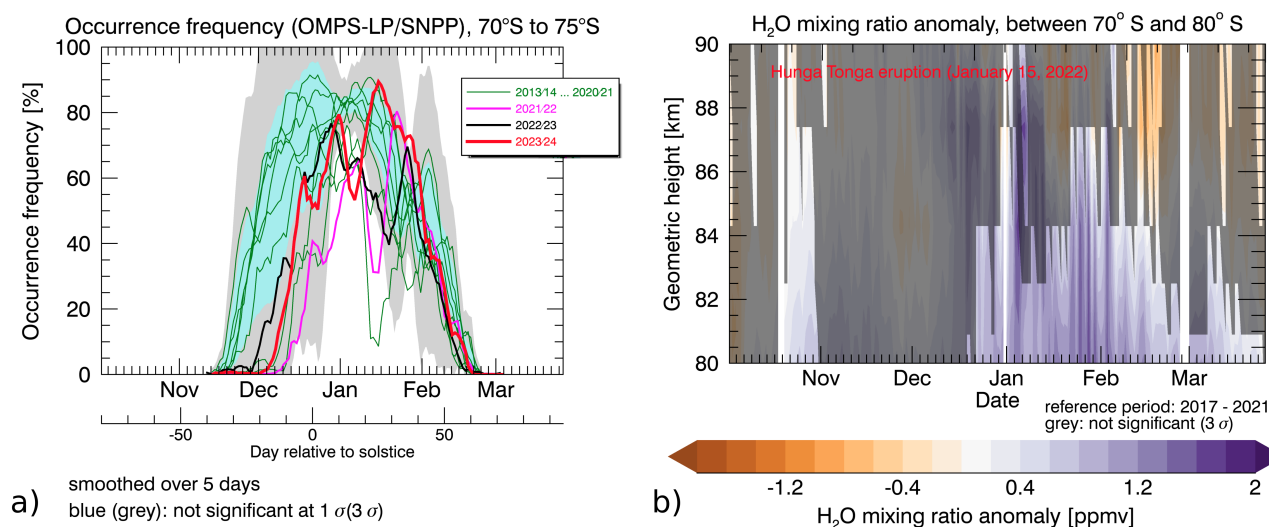 Occurrence frequency (OMPS-LP/SNPP), 70°S to 75°S
100
80
60
40
20
0
Occurrence frequency [%]
2013/14 ... 2020/21
2021/22
2022/23
2023/24
Nov Dec Jan Feb Mar
-50 0 50
Day relative to solstice
smoothed over 5 days
a) blue (grey): not significant at 1 σ(3 σ)
H₂O mixing ratio anomaly, between 70° S and 80° S
90
88
86
84
82
80
Geometric height [km]
Hunga Tonga eruption (January 15, 2022)
Nov Dec Jan Feb Mar
Date
reference period: 2017 - 2021
grey: not significant (3 σ)
-1.2 -0.4 0.4 1.2 2
b) H₂O mixing ratio anomaly [ppmv]